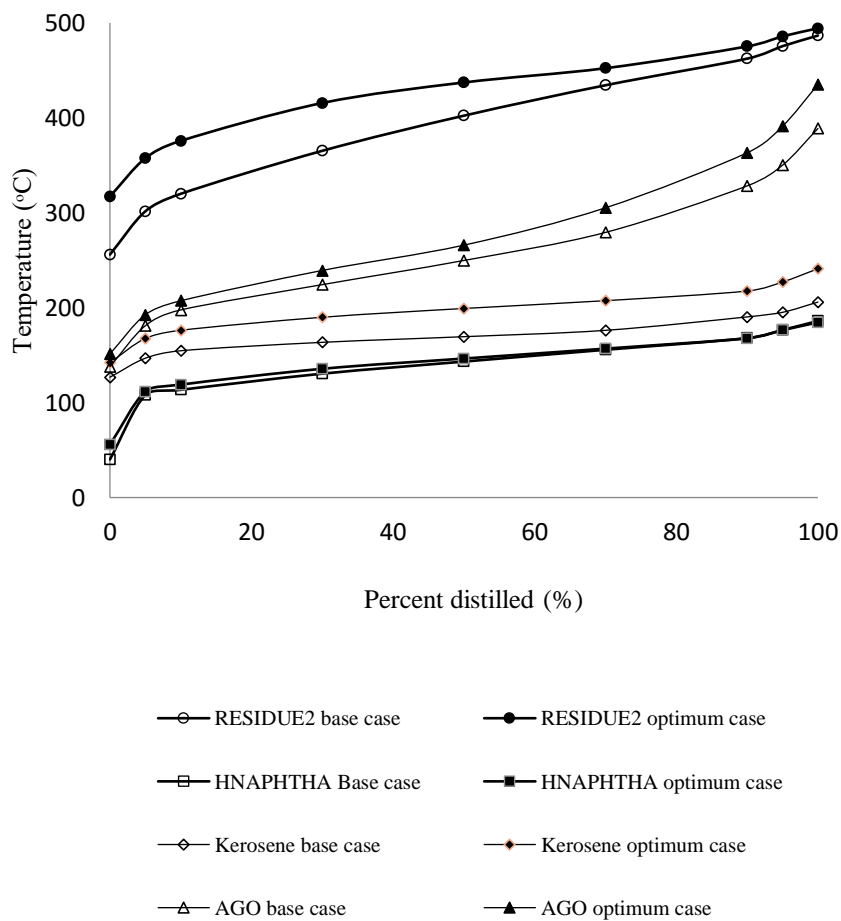 500
400
300
200
100
0
Temperature (°C)
0 20 40 60 80 100
Percent distilled (%)
RESIDUE2 base case
RESIDUE2 optimum case
HNAPHTHA Base case
HNAPHTHA optimum case
Kerosene base case
Kerosene optimum case
AGO base case
AGO optimum case